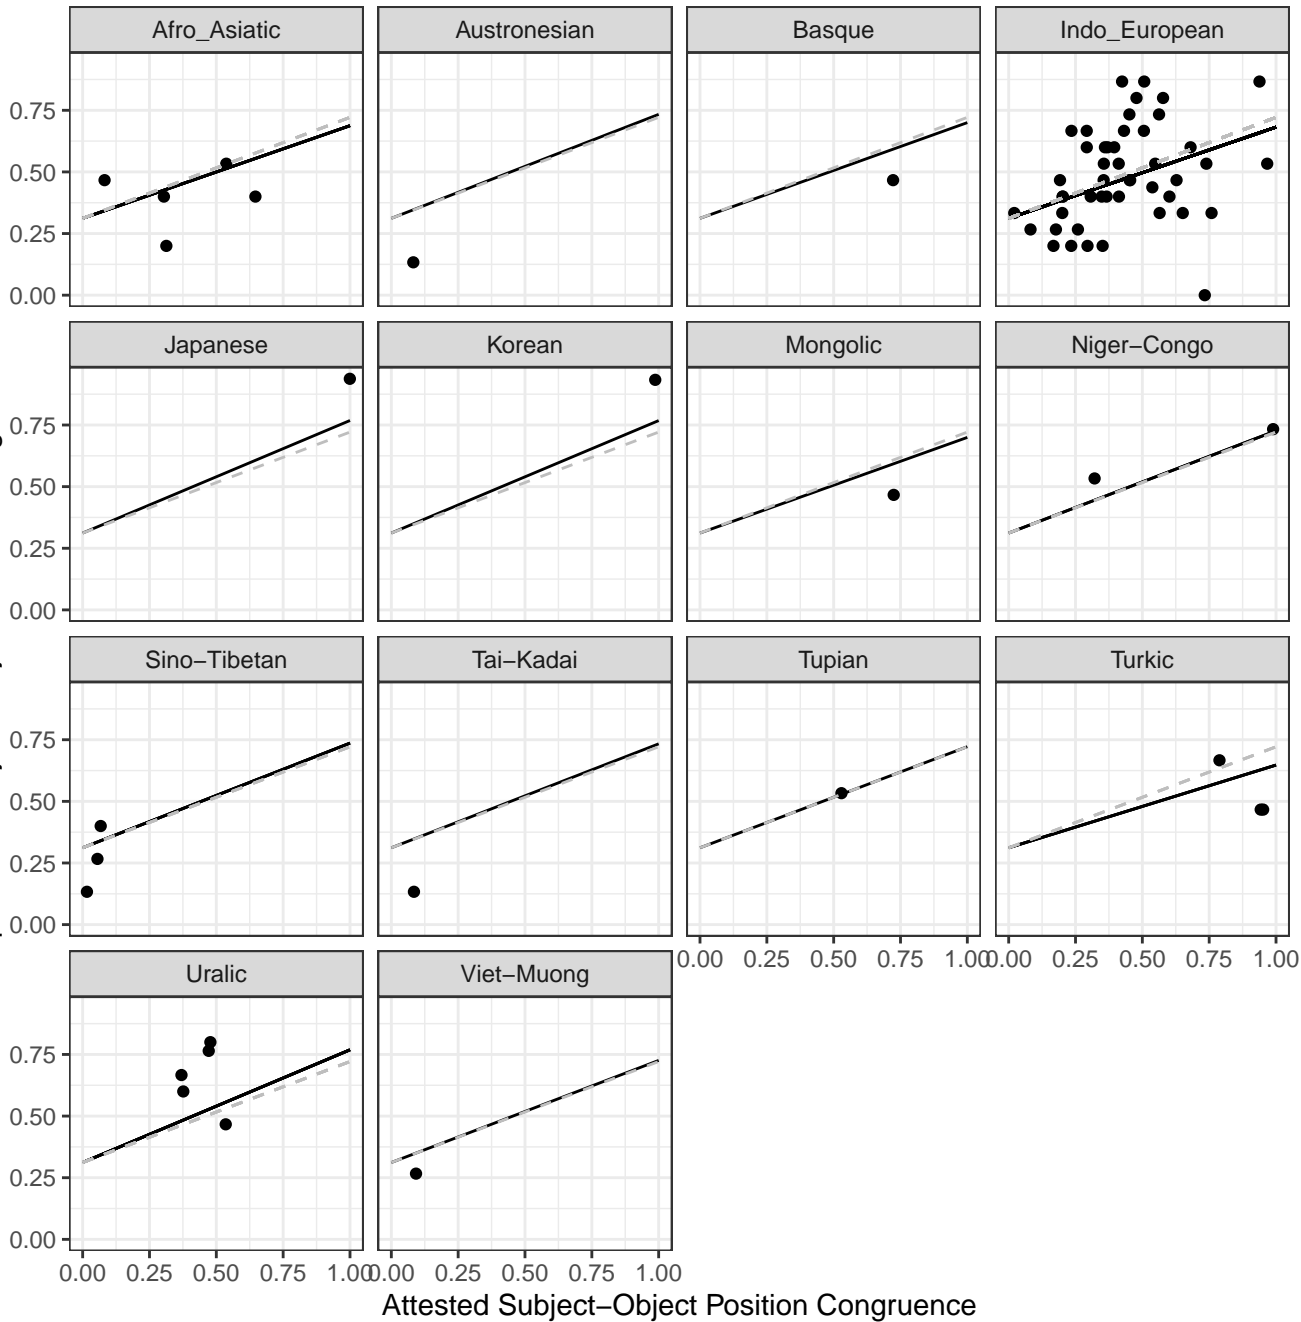 Afro_Asiatic Austronesian Basque Indo_European
0.75
0.50
0.25
0.00
Japanese Korean Mongolic Niger−Congo
0.75
0.50
0.25
0.00
Sino−Tibetan Tai−Kadai Tupian Turkic
0.75
0.50
0.25
0.00
0.00 0.25 0.50 0.75 1.00 0.00 0.25 0.50 0.75 1.00
Uralic Viet−Muong
0.75
0.50
0.25
0.00
0.00 0.25 0.50 0.75 1.00 0.00 0.25 0.50 0.75 1.00
Attested Subject−Object Position Congruence